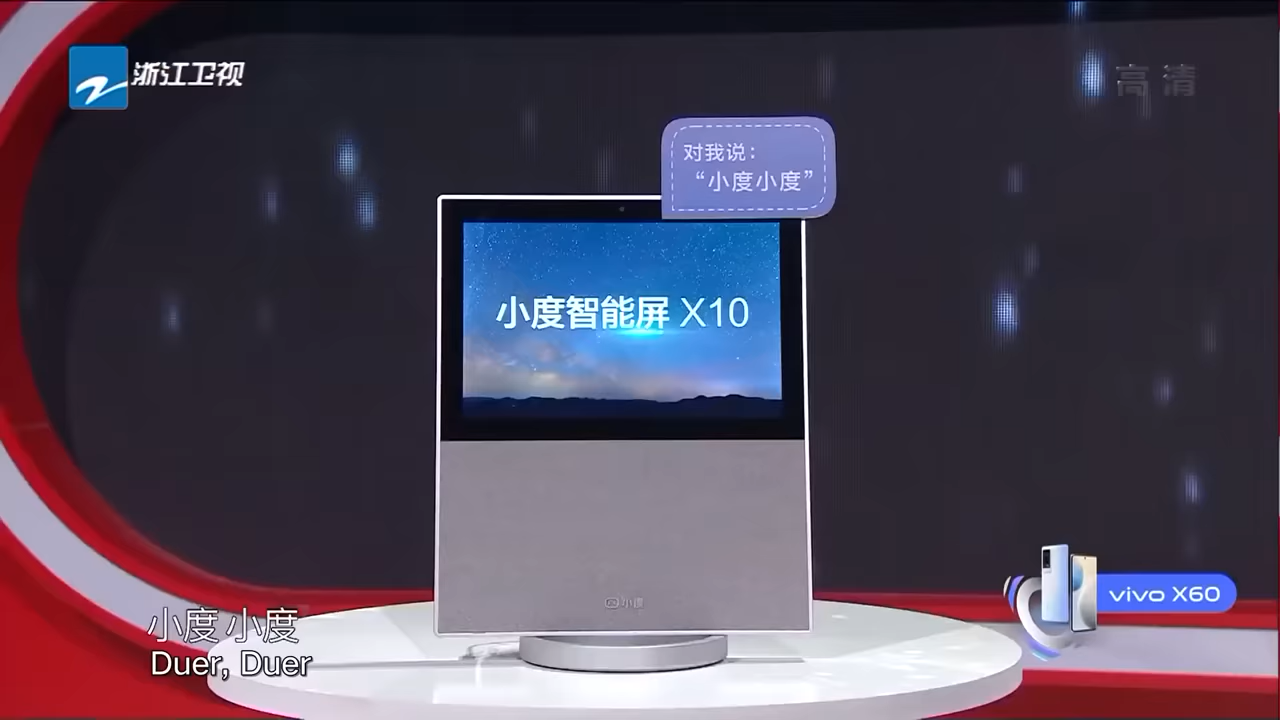 浙江卫视
高清
对我说:
“小度小度”
小度智能屏 X10
小度
vivo X60
小度 小度
Duer, Duer